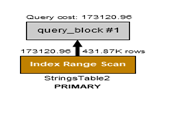 Query cost: 173120.96
query_block #1
173120.96 431.87K rows
Index Range Scan
StringsTable2
PRIMARY